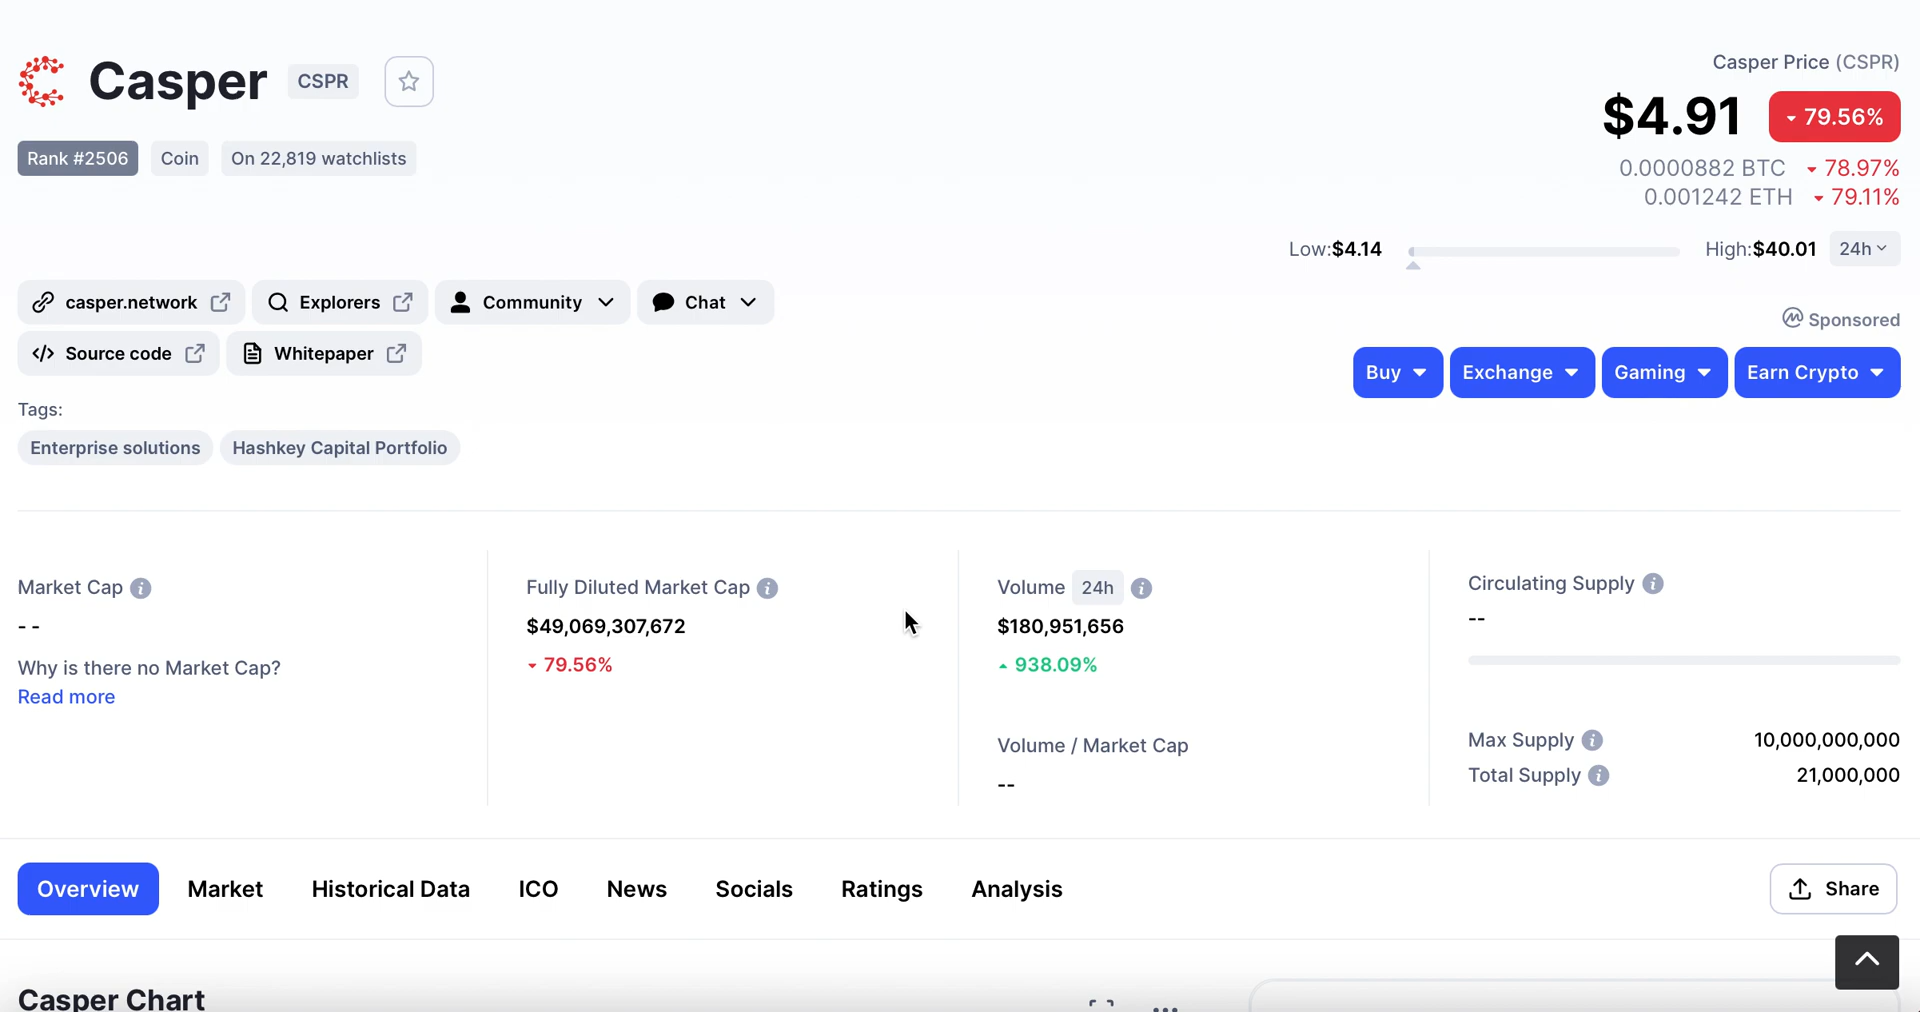 Casper CSPR
Rank #2506 Coin On 22,819 watchlists
casper.network Explorers Community Chat
Source code Whitepaper
Tags:
Enterprise solutions Hashkey Capital Portfolio
Casper Price (CSPR)
$4.91 79.56%
0.0000882 BTC 78.97%
0.001242 ETH 79.11%
Low:$4.14 High:$40.01 24h
Sponsored
Buy Exchange Gaming Earn Crypto
Market Cap
- -
Why is there no Market Cap?
Read more
Fully Diluted Market Cap
$49,069,307,672
79.56%
Volume 24h
$180,951,656
938.09%
Volume / Market Cap
--
Circulating Supply
--
Max Supply 10,000,000,000
Total Supply 21,000,000
Overview Market Historical Data ICO News Socials Ratings Analysis Share
Casper Chart